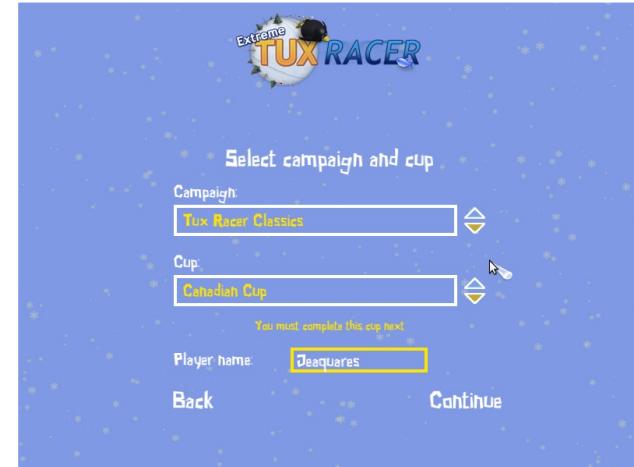 Extreme
TUX RACER
Select campaign and cup
Campaign:
Tux Racer Classics
Cup:
Canadian Cup
You must complete this cup next
Player name: Jeaquares
Back Continue